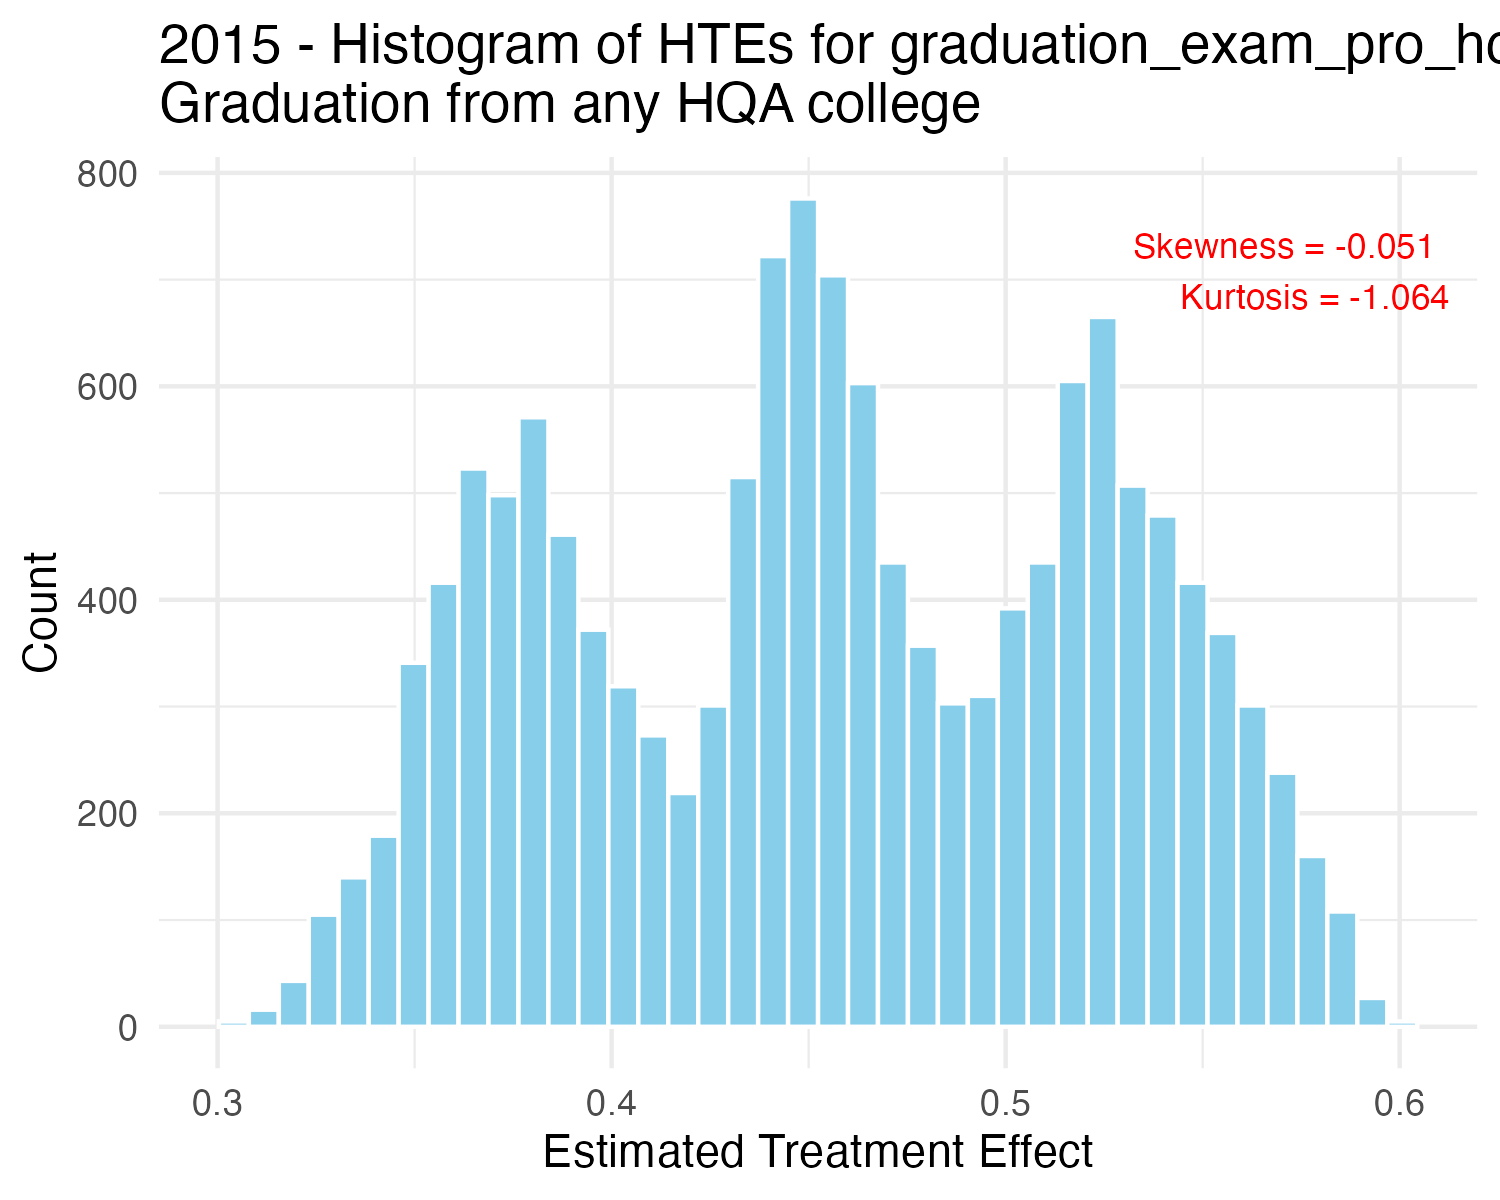 2015 - Histogram of HTEs for graduation_exam_pro_hq
Graduation from any HQA college
800
600
400
200
0
Count
Skewness = -0.051
Kurtosis = -1.064
0.3
0.4
0.5
0.6
Estimated Treatment Effect